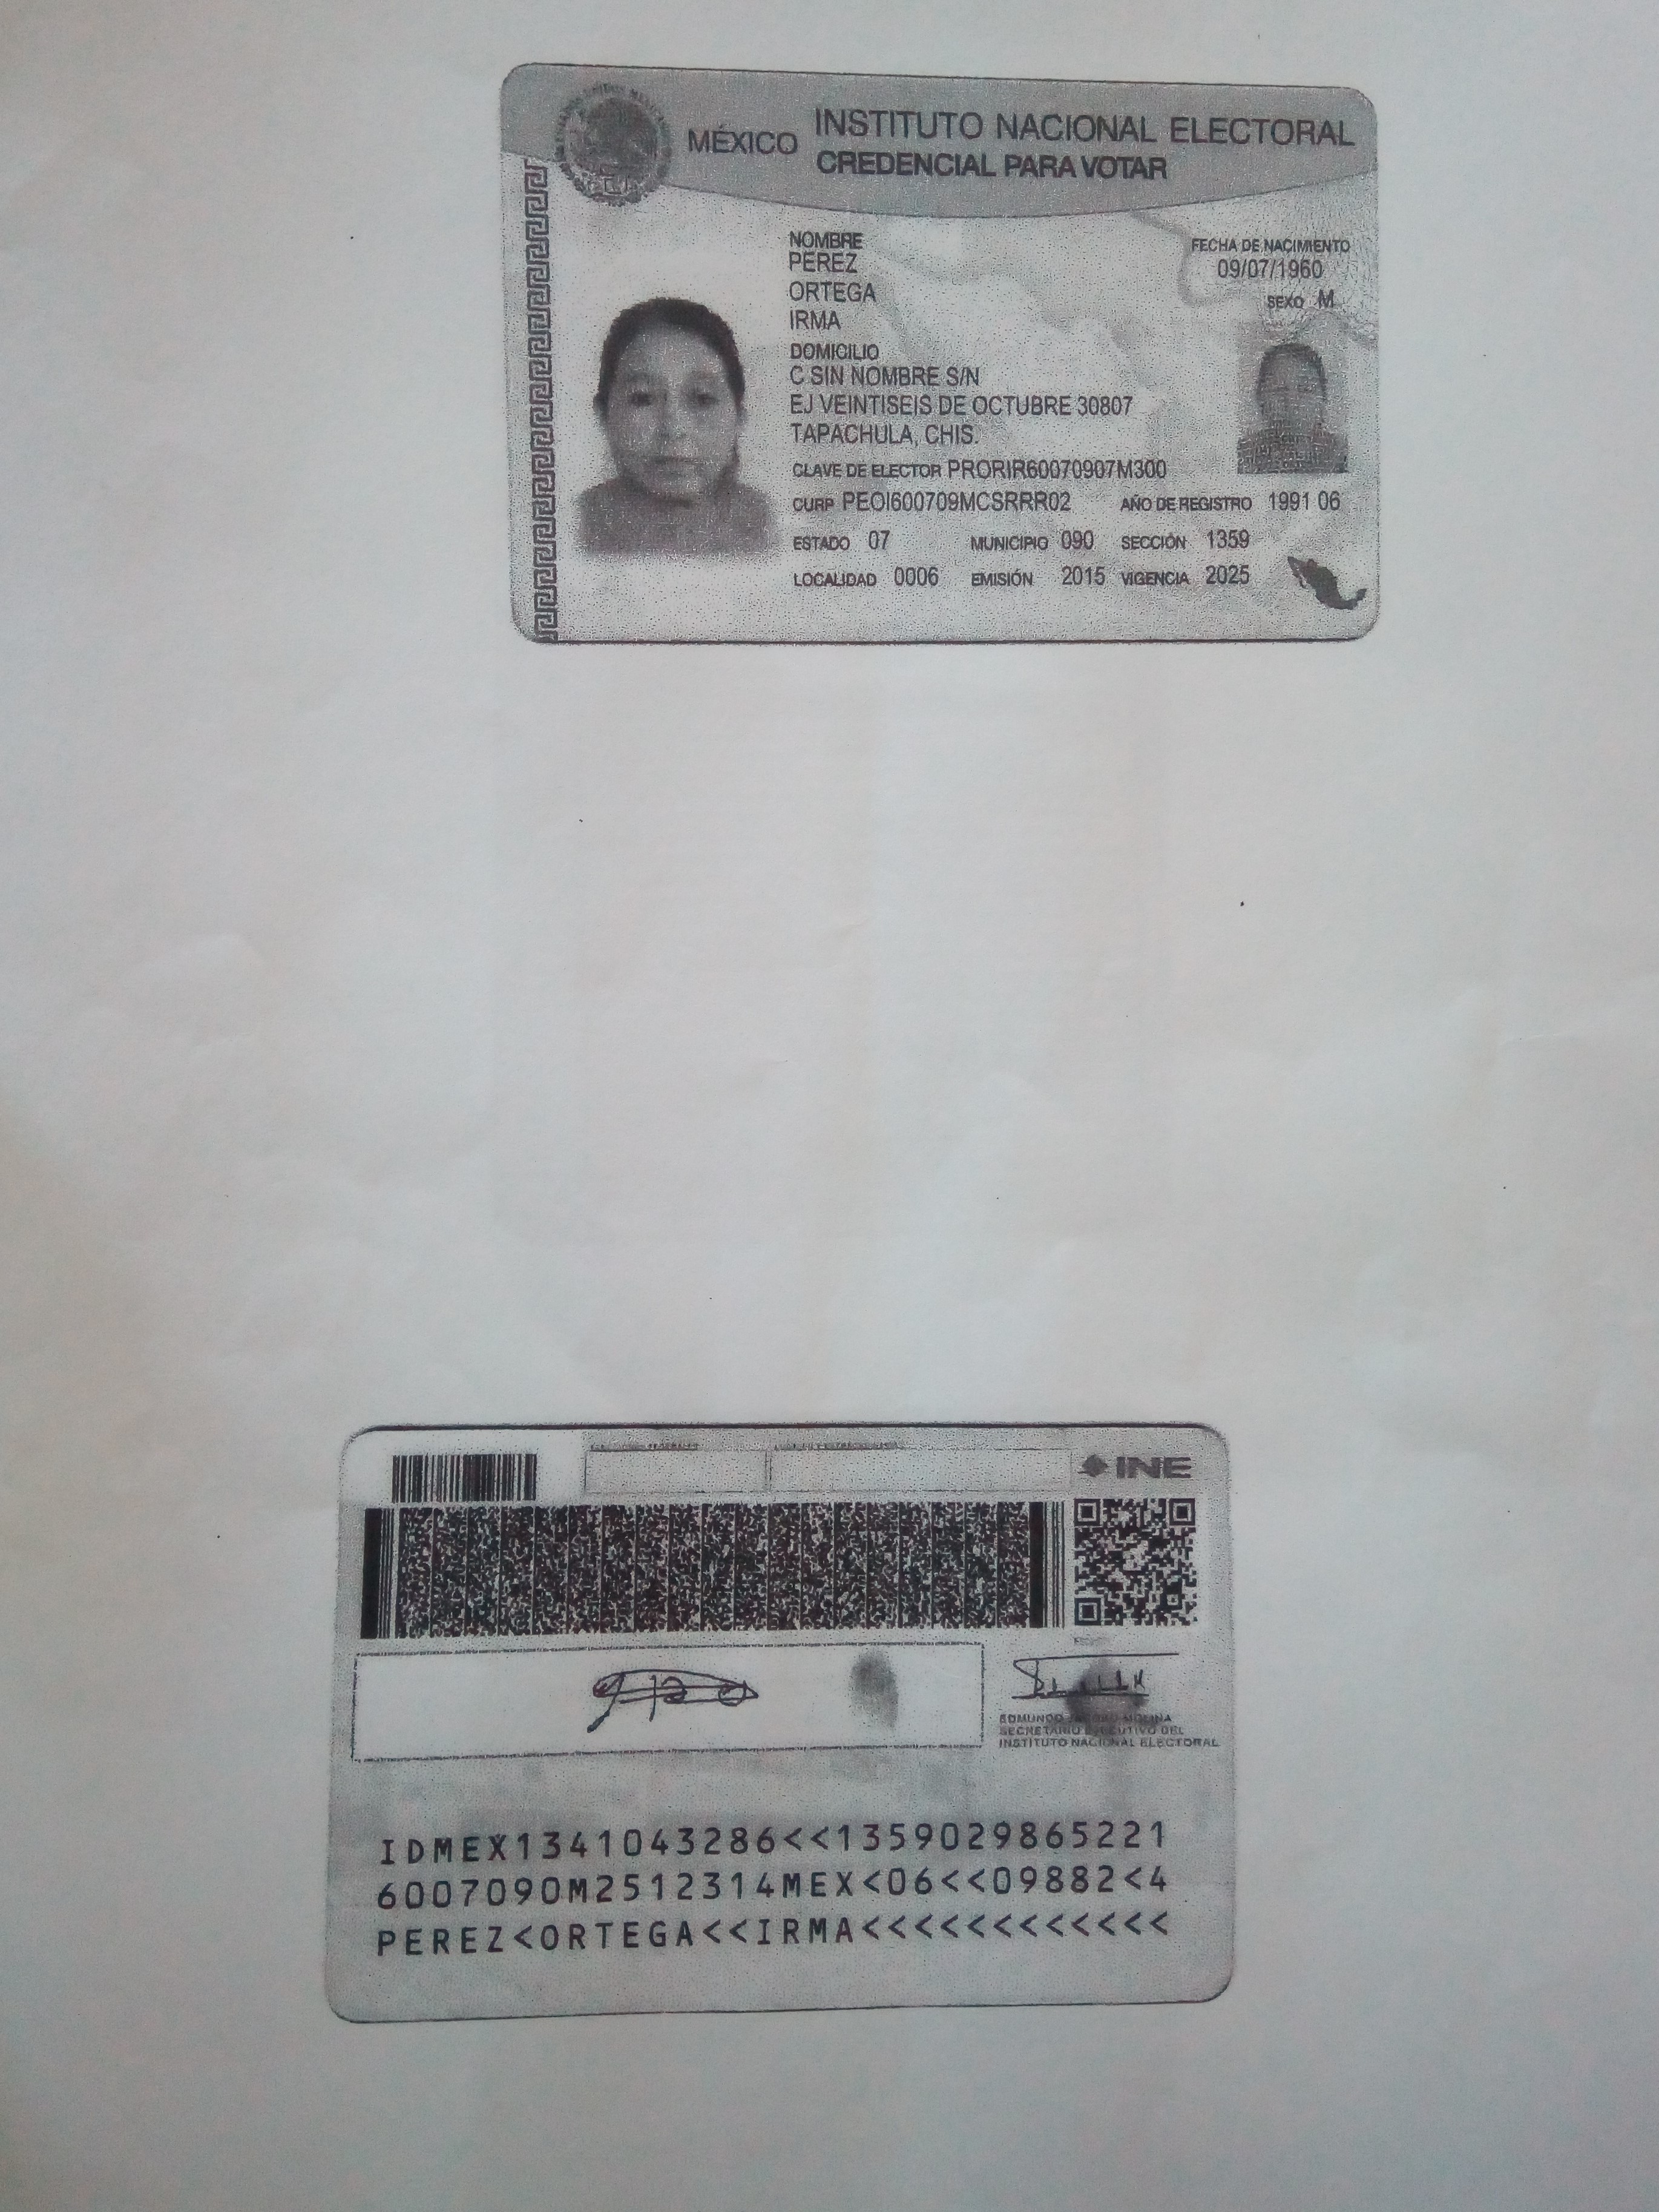 MÉXICO INSTITUTO NACIONAL ELECTORAL
CREDENCIAL PARA VOTAR
NOMBRE
PEREZ
ORTEGA
IRMA
FECHA DE NACIMIENTO
09/07/1960
SEXO M
DOMICILIO
C SIN NOMBRE S/N
EJ VEINTISEIS DE OCTUBRE 30807
TAPACHULA, CHIS.
CLAVE DE ELECTOR PRORIR60070907M300
CURP PEOI600709MCSRRR02 AÑO DE REGISTRO 1991 06
ESTADO 07 MUNICIPIO 090 SECCIÓN 1359
LOCALIDAD 0006 EMISIÓN 2015 VIGENCIA 2025
INE
EDMUNDO JACOBO MOLINA
SECRETARIO EJECUTIVO DEL
INSTITUTO NACIONAL ELECTORAL
IDMEX1341043286<<1359029865221
6007090M2512314MEX<06<<09882<4
PEREZ<ORTEGA<<IRMA<<<<<<<<<<<<